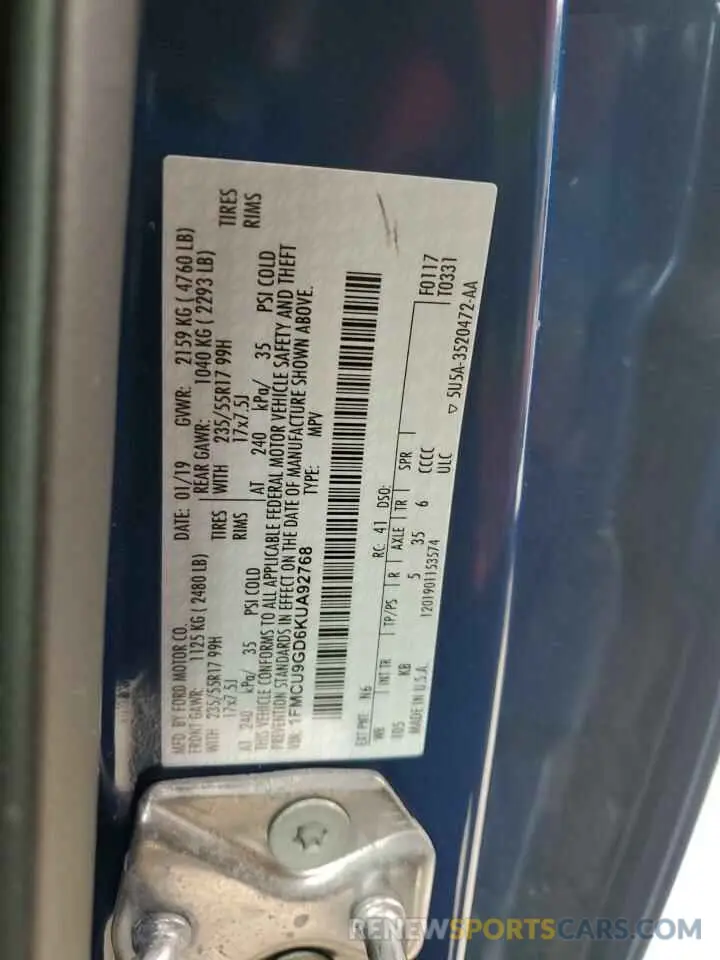 MFD. BY FORD MOTOR CO. DATE: 01/19 GVWR: 2159 KG ( 4760 LB)
FRONT GAWR: 1125 KG ( 2480 LB) REAR GAWR: 1040 KG ( 2293 LB)
WITH 235/55R17 99H TIRES WITH 235/55R17 99H TIRES
17x7.5J RIMS 17x7.5J RIMS
AT 240 kPa/ 35 PSI COLD AT 240 kPa/ 35 PSI COLD
THIS VEHICLE CONFORMS TO ALL APPLICABLE FEDERAL MOTOR VEHICLE SAFETY AND THEFT
PREVENTION STANDARDS IN EFFECT ON THE DATE OF MANUFACTURE SHOWN ABOVE.
VIN: 1FMCU9GD6KUA92768 TYPE: MPV
EXT PNT: N6 RC: 41 DSO: F0117
WB INT TR TP/PS R AXLE TR SPR T0331
105 KB 5 35 6 CCCC
MADE IN U.S.A. 1201901153574 ULC ▽ 5U5A-3520472-AA
RENEWSPORTSCARS.COM